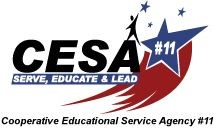 CESA #11
SERVE, EDUCATE & LEAD
Cooperative Educational Service Agency #11